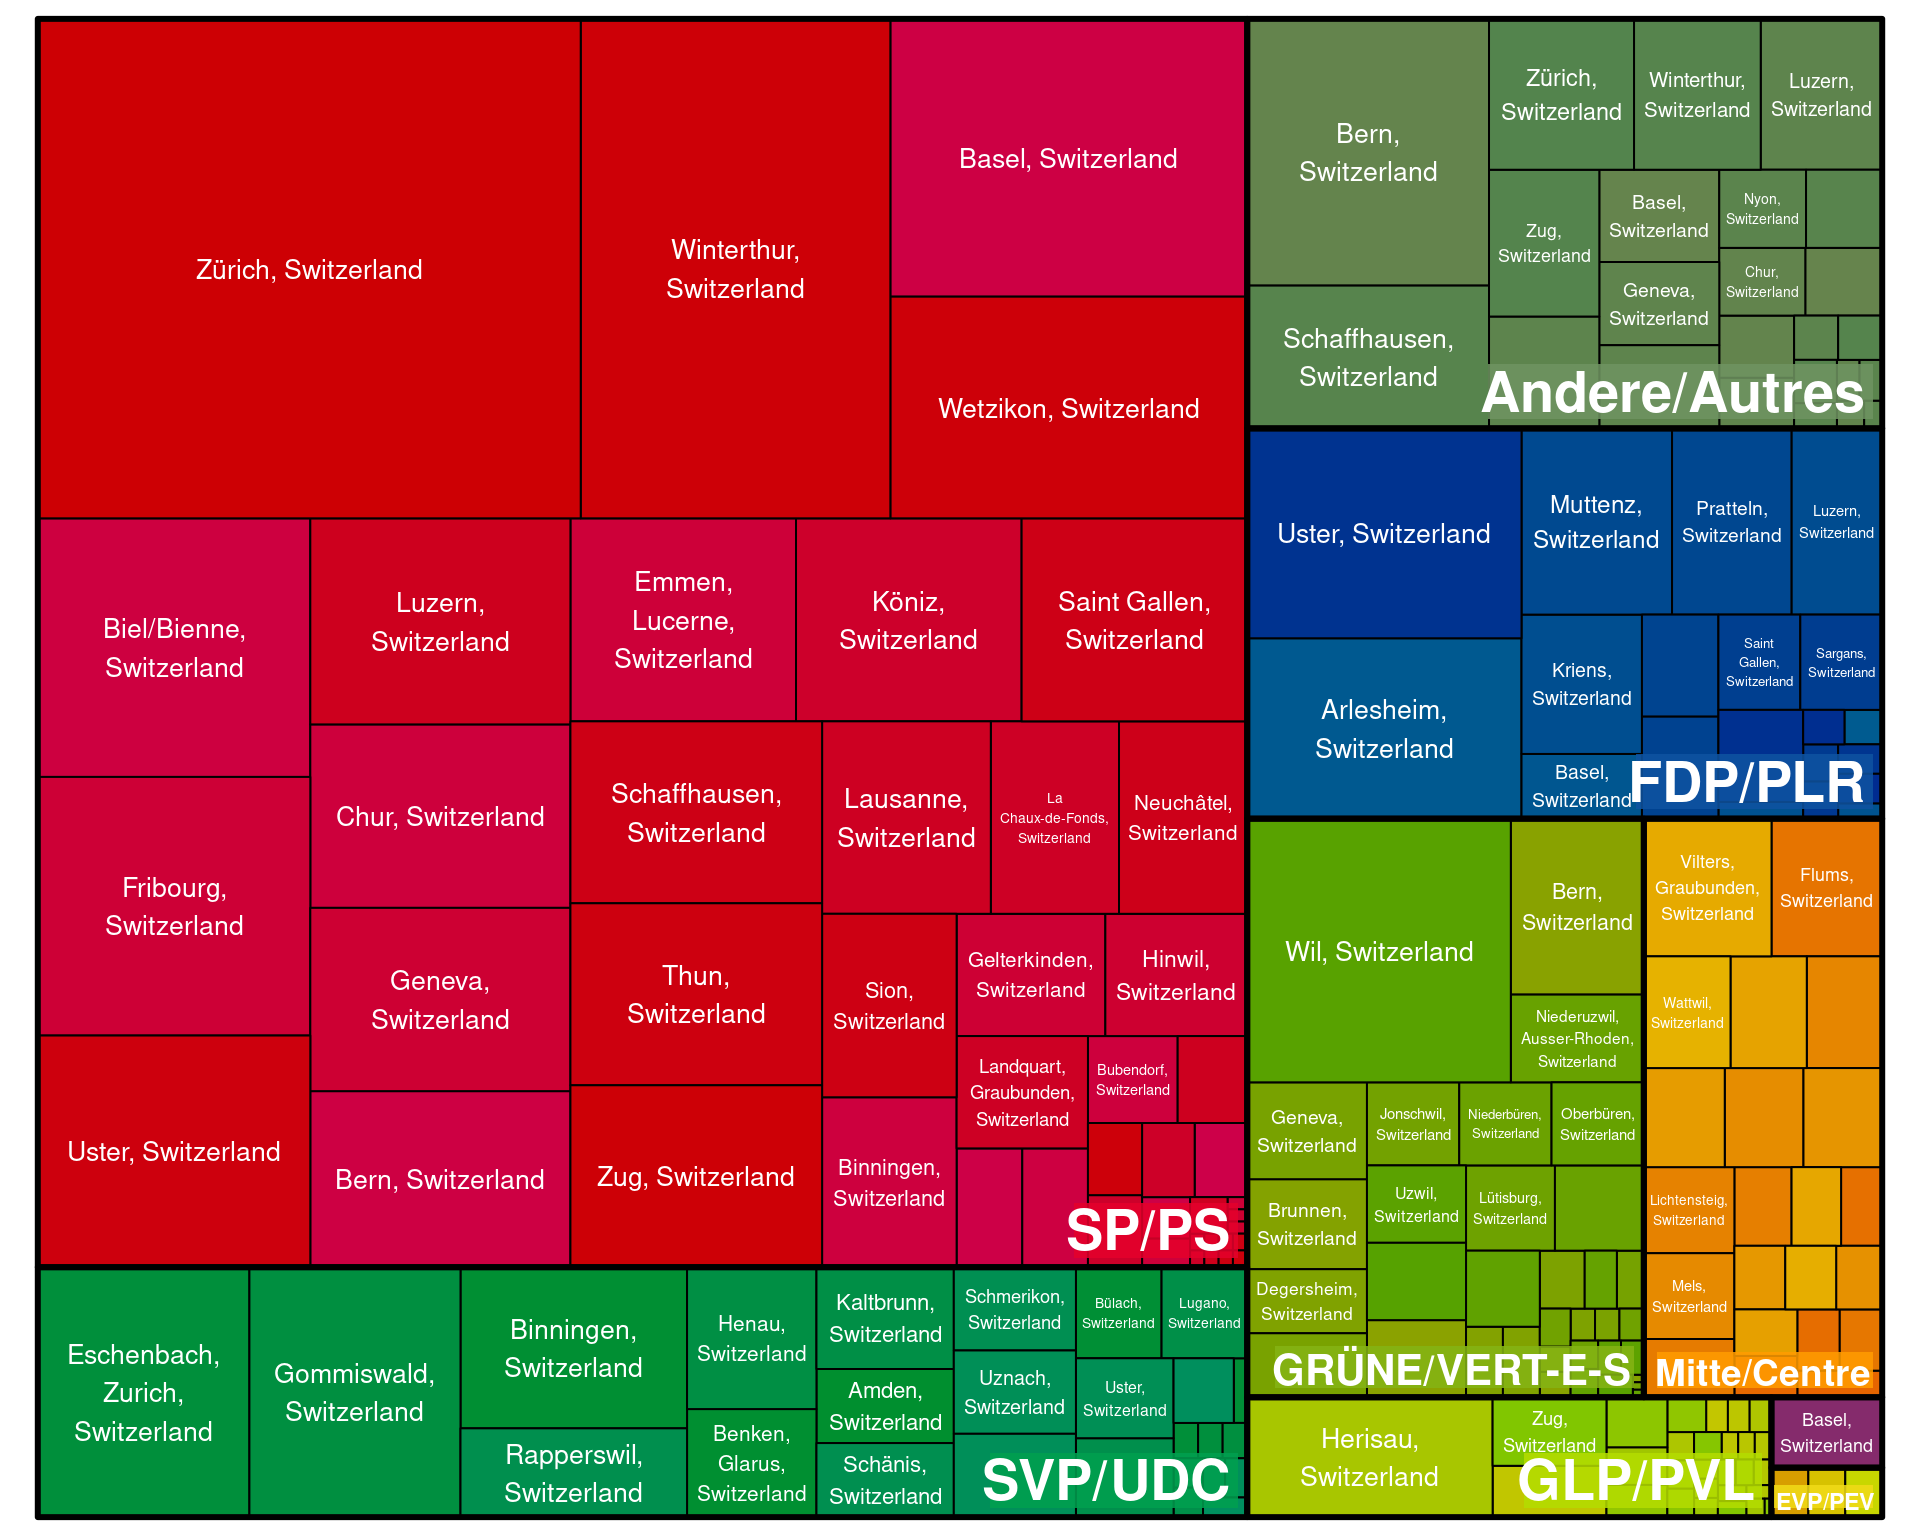 Zürich, Switzerland
Winterthur,
Switzerland
Basel, Switzerland
Wetzikon, Switzerland
Biel/Bienne,
Switzerland
Fribourg,
Switzerland
Uster, Switzerland
Luzern,
Switzerland
Chur, Switzerland
Geneva,
Switzerland
Bern, Switzerland
Emmen,
Lucerne,
Switzerland
Köniz,
Switzerland
Saint Gallen,
Switzerland
Schaffhausen,
Switzerland
Thun,
Switzerland
Zug, Switzerland
Lausanne,
Switzerland
La
Chaux-de-Fonds,
Switzerland
Neuchâtel,
Switzerland
Sion,
Switzerland
Binningen,
Switzerland
Gelterkinden,
Switzerland
Hinwil,
Switzerland
Landquart,
Graubunden,
Switzerland
Bubendorf,
Switzerland
SP/PS
Eschenbach,
Zurich,
Switzerland
Gommiswald,
Switzerland
Binningen,
Switzerland
Rapperswil,
Switzerland
Henau,
Switzerland
Benken,
Glarus,
Switzerland
Kaltbrunn,
Switzerland
Amden,
Switzerland
Schänis,
Switzerland
Schmerikon,
Switzerland
Uznach,
Switzerland
Bülach,
Switzerland
Lugano,
Switzerland
Uster,
Switzerland
SVP/UDC
Bern,
Switzerland
Schaffhausen,
Switzerland
Zürich,
Switzerland
Winterthur,
Switzerland
Luzern,
Switzerland
Zug,
Switzerland
Basel,
Switzerland
Geneva,
Switzerland
Nyon,
Switzerland
Chur,
Switzerland
Andere/Autres
Uster, Switzerland
Arlesheim,
Switzerland
Muttenz,
Switzerland
Pratteln,
Switzerland
Luzern,
Switzerland
Kriens,
Switzerland
Basel,
Switzerland
Saint
Gallen,
Switzerland
Sargans,
Switzerland
FDP/PLR
Wil, Switzerland
Bern,
Switzerland
Niederuzwil,
Ausser-Rhoden,
Switzerland
Geneva,
Switzerland
Brunnen,
Switzerland
Degersheim,
Switzerland
Jonschwil,
Switzerland
Niederbüren,
Switzerland
Oberbüren,
Switzerland
Uzwil,
Switzerland
Lütisburg,
Switzerland
GRÜNE/VERT-E-S
Vilters,
Graubunden,
Switzerland
Flums,
Switzerland
Wattwil,
Switzerland
Lichtensteig,
Switzerland
Mels,
Switzerland
Mitte/Centre
Herisau,
Switzerland
Zug,
Switzerland
GLP/PVL
Basel,
Switzerland
EVP/PEV